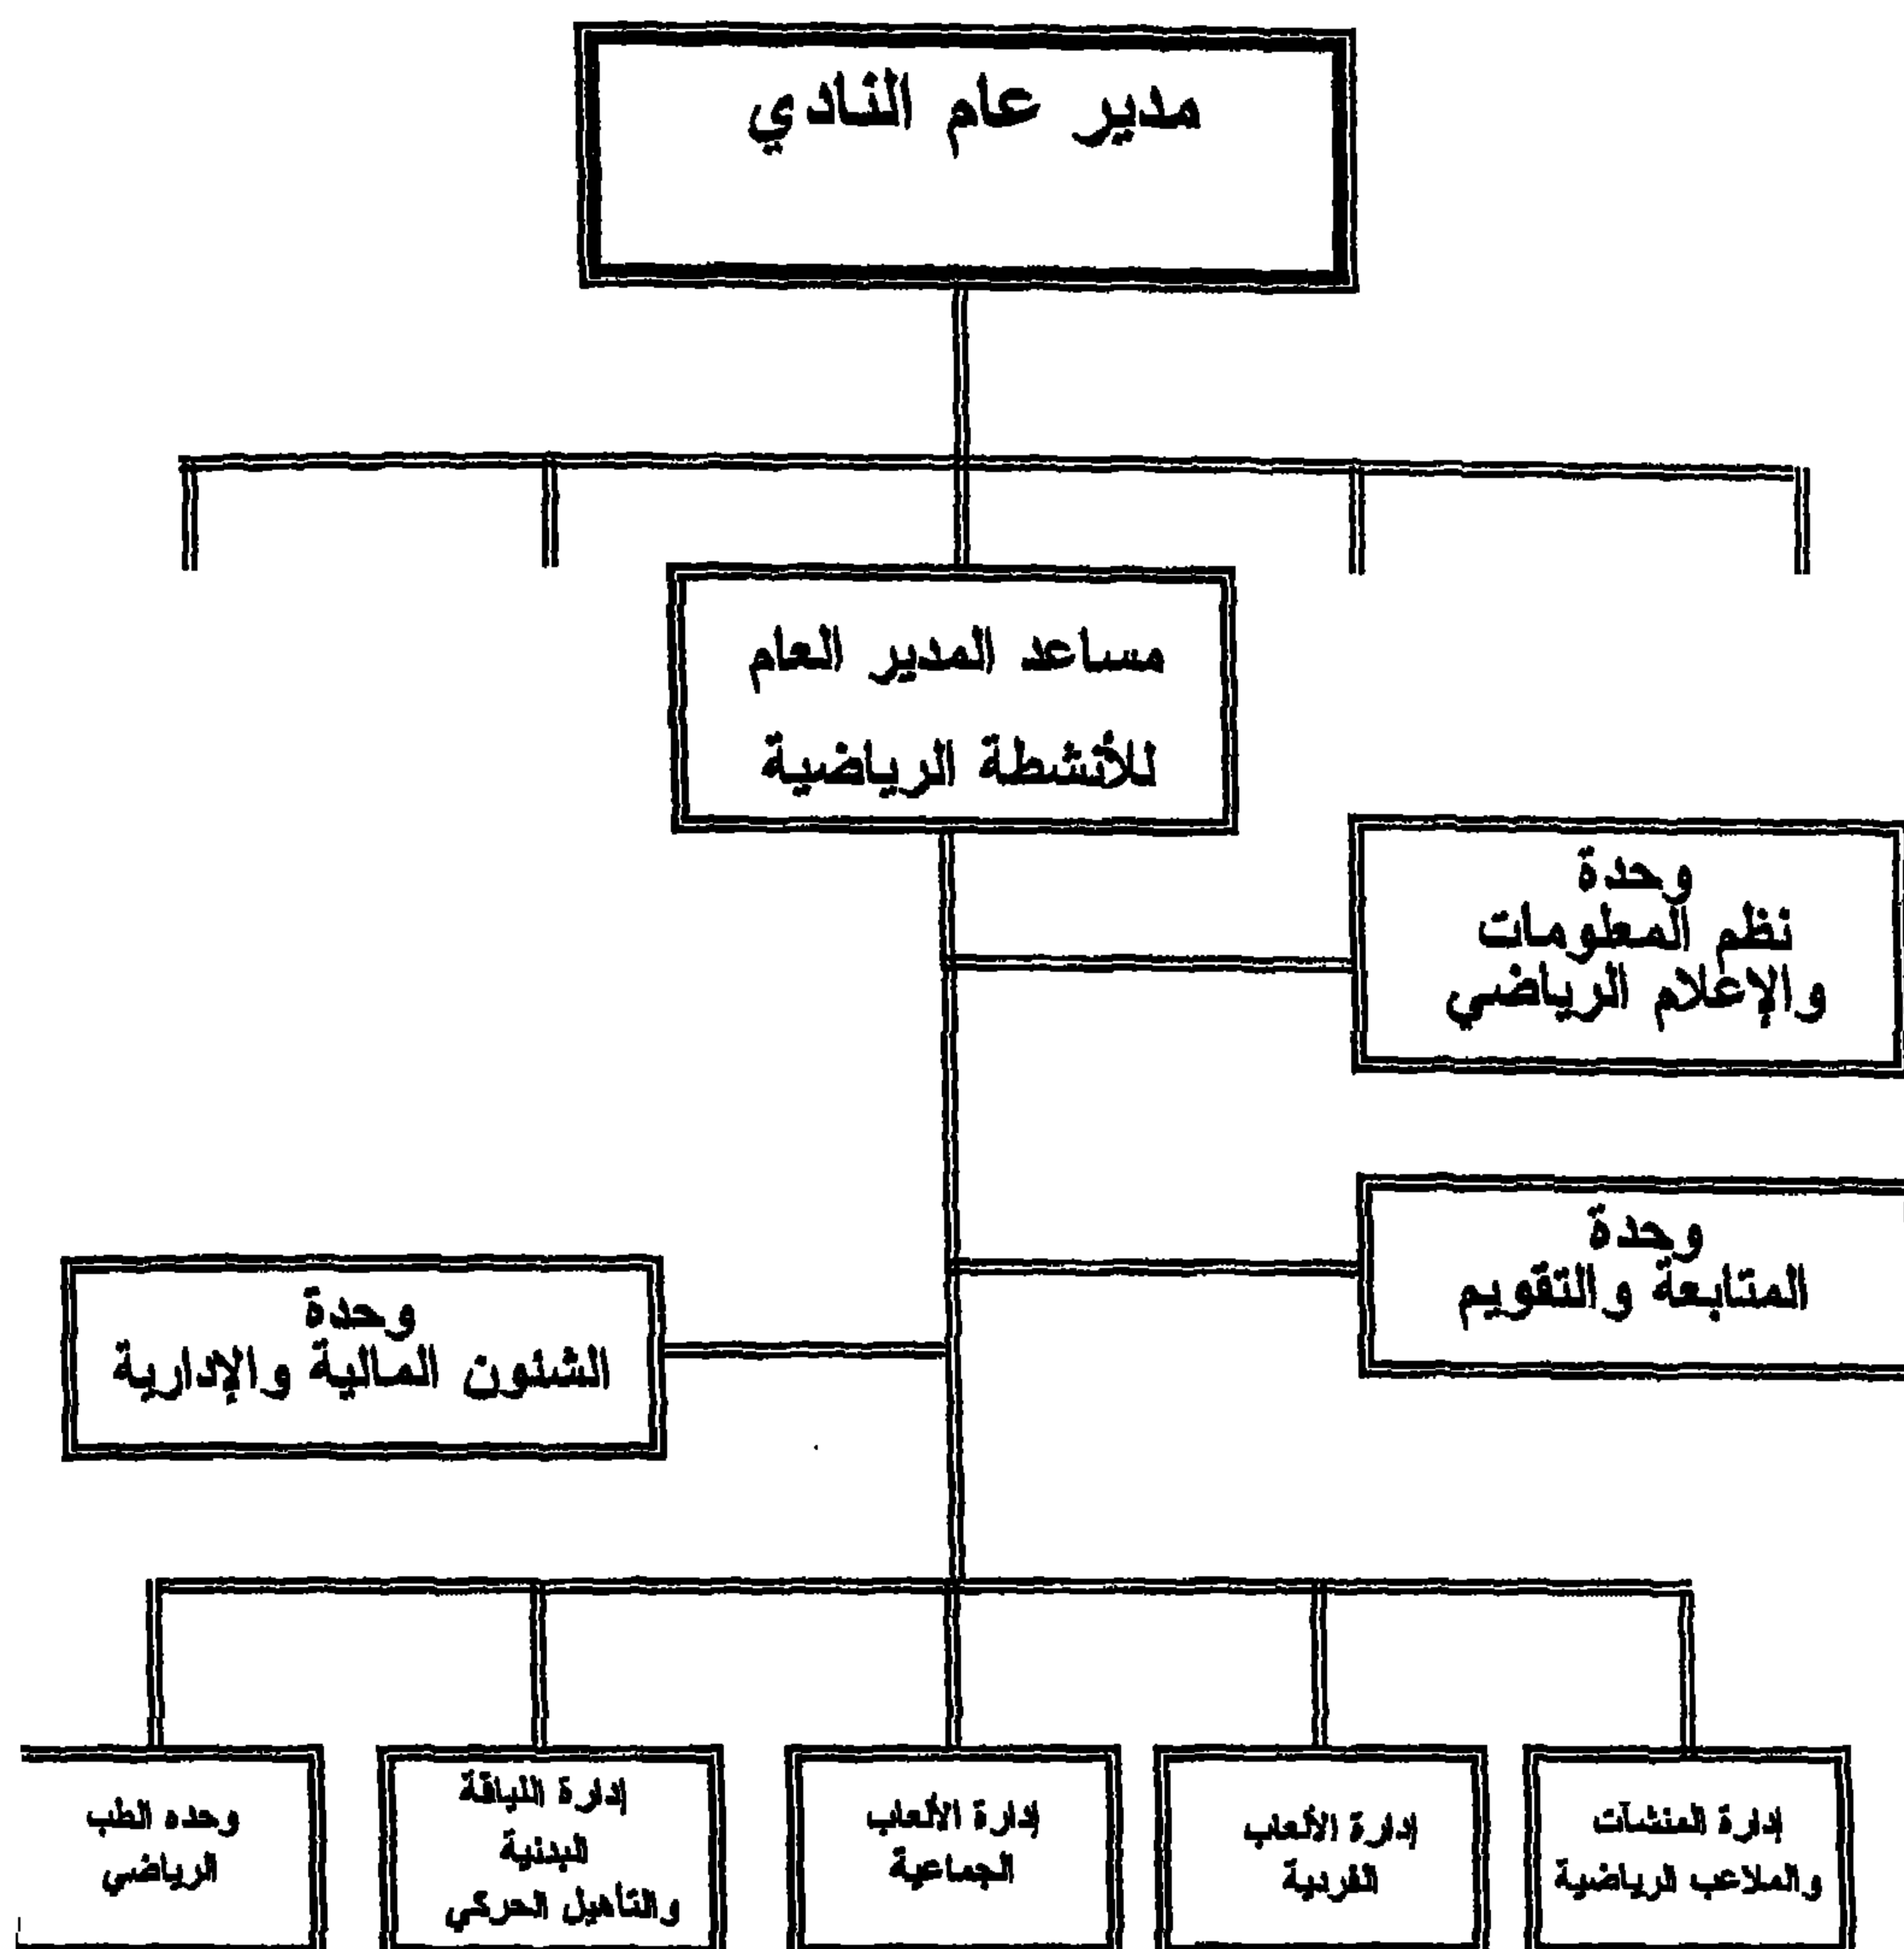 مدير عام النادي
مساعد المدير العام
للأنشطة الرياضية
وحدة
نظم المعلومات
والإعلام الرياضي
وحدة
المتابعة والتقويم
وحدة
الشئون المالية والإدارية
إدارة المنشآت
والملاعب الرياضية
إدارة الألعاب
الفردية
إدارة الألعاب
الجماعية
إدارة اللياقة
البدنية
والتأهيل الحركي
وحده الطب
الرياضي